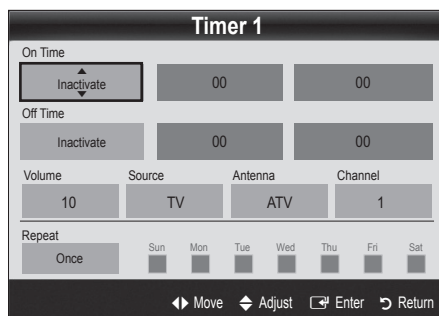 Timer 1
On Time
Inactivate 00 00
Off Time
Inactivate 00 00
Volume Source Antenna Channel
10 TV ATV 1
Repeat
Once Sun Mon Tue Wed Thu Fri Sat
Move Adjust Enter Return